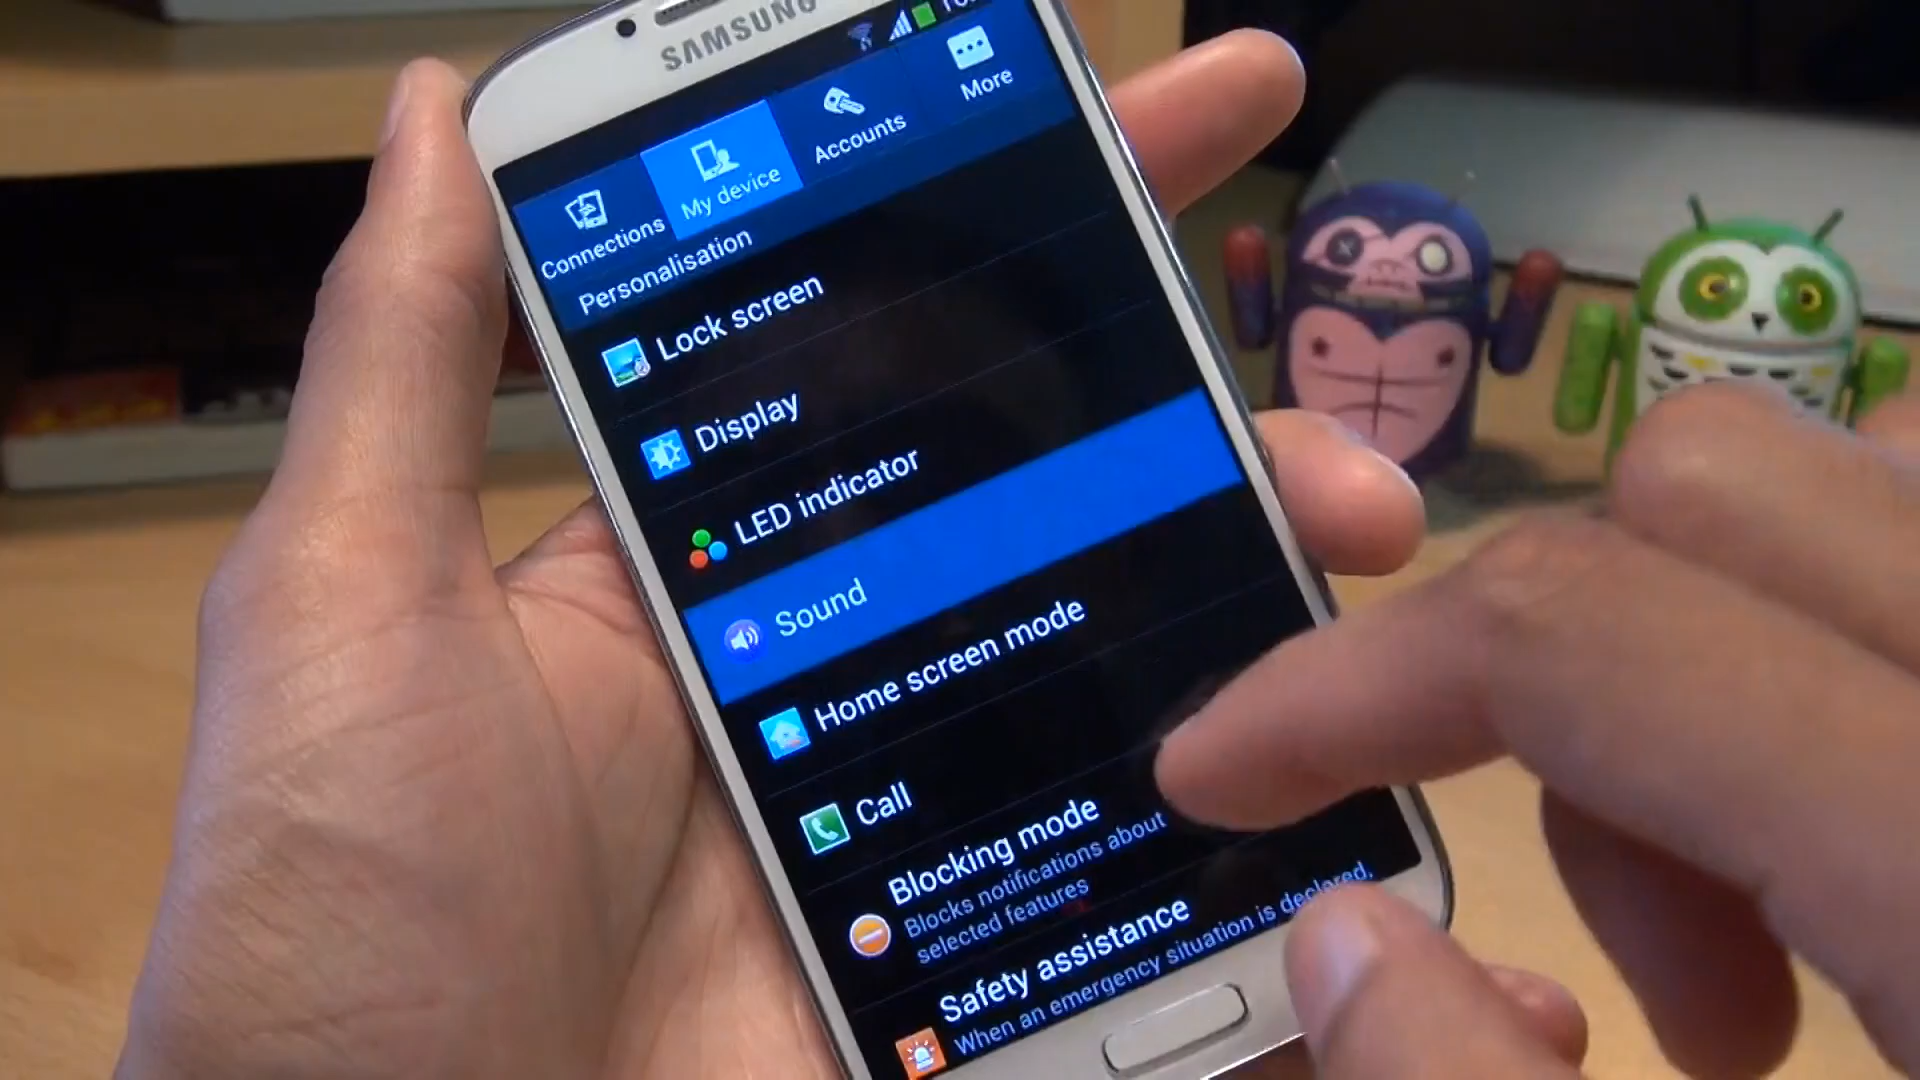 SAMSUNG
Connections
My device
Accounts
More
Personalisation
Lock screen
Display
LED indicator
Sound
Home screen mode
Call
Blocking mode
Blocks notifications about
selected features
Safety assistance
When an emergency situation is declared,